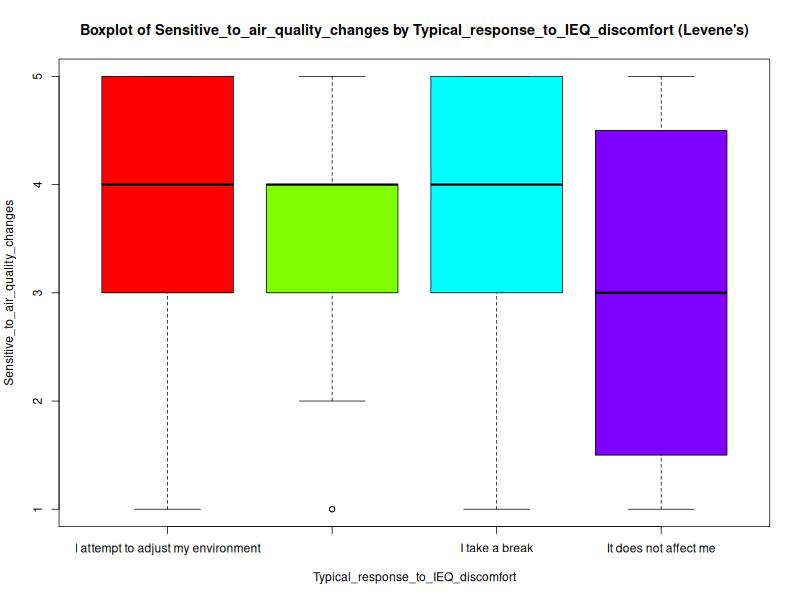 Boxplot of Sensitive_to_air_quality_changes by Typical_response_to_IEQ_discomfort (Levene's)
Sensitive_to_air_quality_changes
5
4
3
2
1
I attempt to adjust my environment
I take a break
It does not affect me
Typical_response_to_IEQ_discomfort